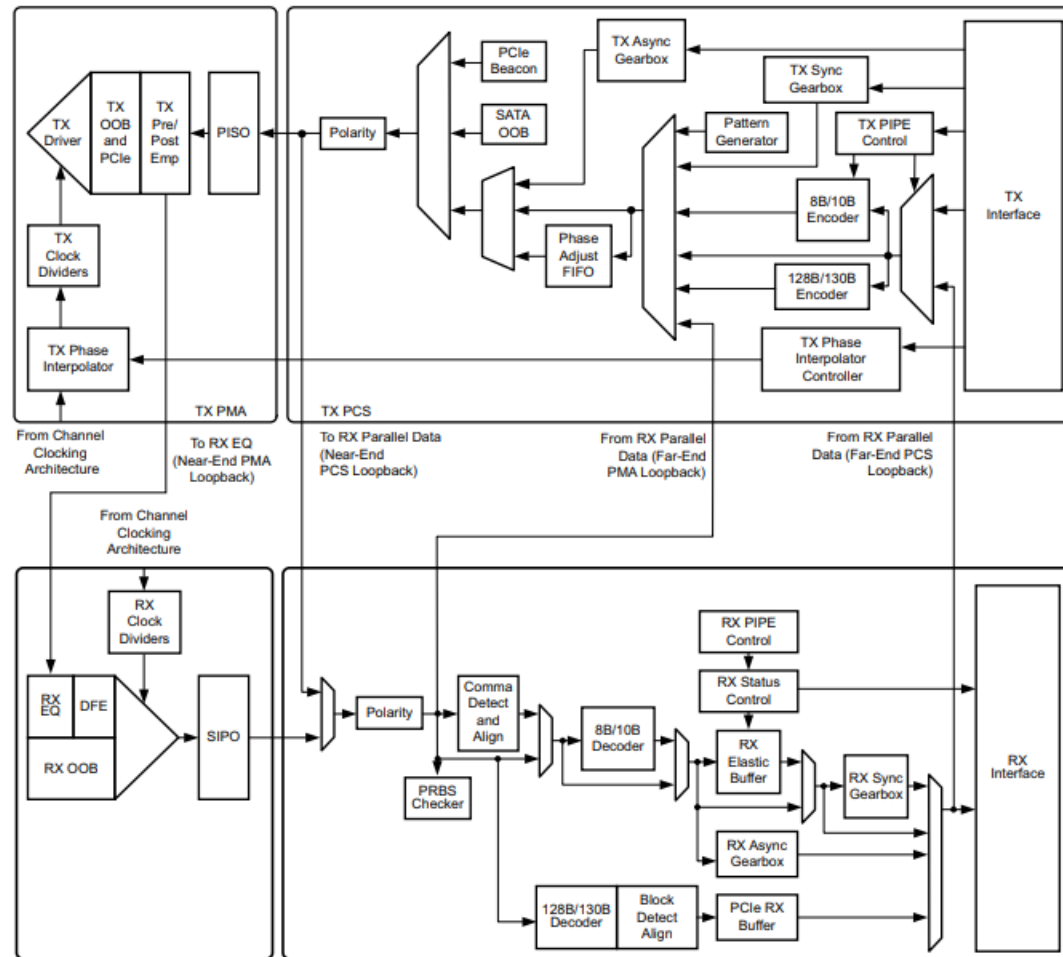 PCIe
Beacon
TX Async
Gearbox
TX Sync
Gearbox
TX
Driver
TX
OOB
and
PCIe
TX
Pre/
Post
Emp
PISO
Polarity
SATA
OOB
Pattern
Generator
TX PIPE
Control
8B/10B
Encoder
TX
Interface
TX
Clock
Dividers
Phase
Adjust
FIFO
128B/130B
Encoder
TX Phase
Interpolator
TX Phase
Interpolator
Controller
TX PMA
TX PCS
From Channel
Clocking
Architecture
To RX EQ
(Near-End PMA
Loopback)
To RX Parallel Data
(Near-End
PCS Loopback)
From RX Parallel
Data (Far-End
PMA Loopback)
From RX Parallel
Data (Far-End PCS
Loopback)
From Channel
Clocking
Architecture
RX
Clock
Dividers
RX PIPE
Control
RX Status
Control
RX
EQ
DFE
RX OOB
SIPO
Polarity
Comma
Detect
and
Align
8B/10B
Decoder
RX
Elastic
Buffer
RX Sync
Gearbox
RX
Interface
PRBS
Checker
RX Async
Gearbox
128B/130B
Decoder
Block
Detect
Align
PCIe RX
Buffer